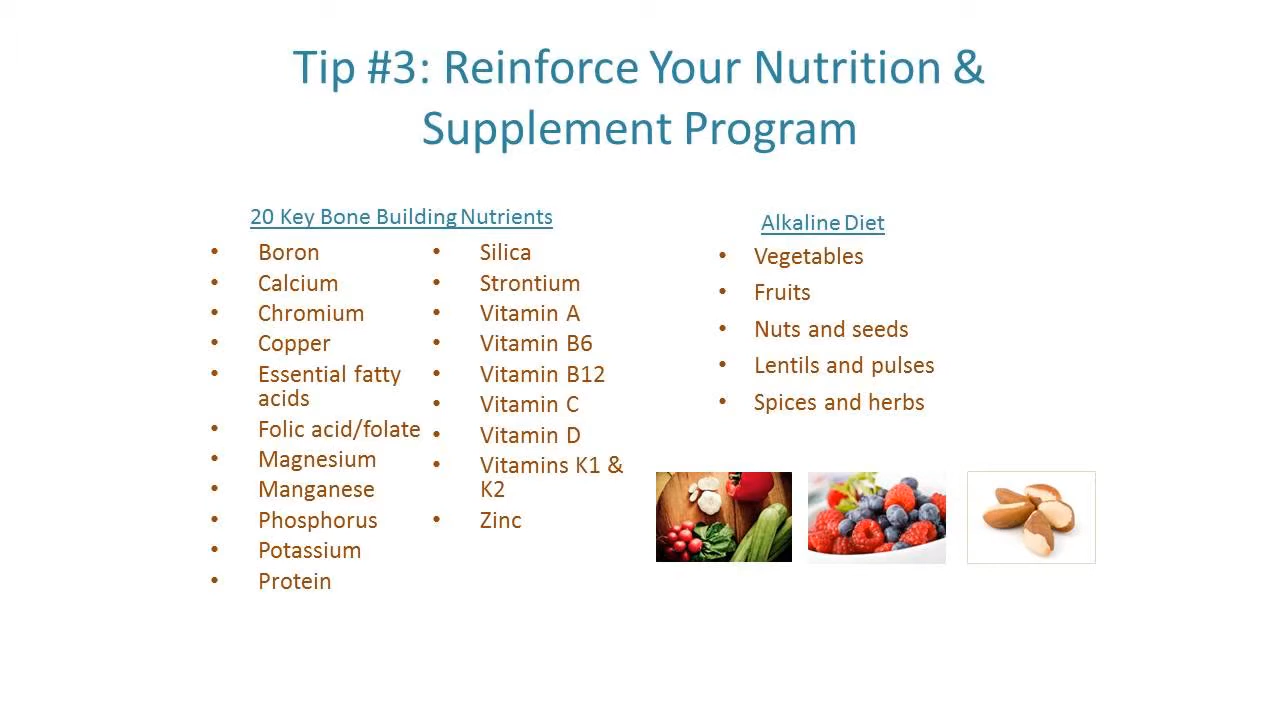 Tip #3: Reinforce Your Nutrition &
Supplement Program
20 Key Bone Building Nutrients
• Boron
• Calcium
• Chromium
• Copper
• Essential fatty
acids
• Folic acid/folate
• Magnesium
• Manganese
• Phosphorus
• Potassium
• Protein
• Silica
• Strontium
• Vitamin A
• Vitamin B6
• Vitamin B12
• Vitamin C
• Vitamin D
• Vitamins K1 &
K2
• Zinc
Alkaline Diet
• Vegetables
• Fruits
• Nuts and seeds
• Lentils and pulses
• Spices and herbs